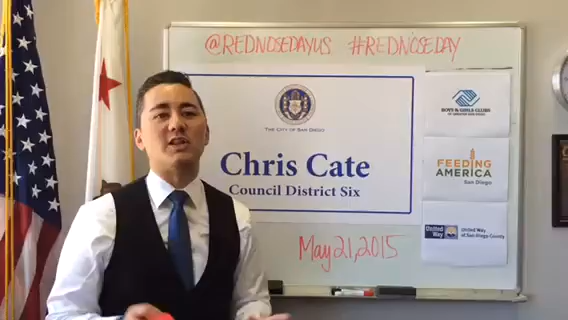 @REDNOSEDAYUS #REDNOSEDAY
THE CITY OF SAN DIEGO
Chris Cate
Council District Six
May 21, 2015
BOYS & GIRLS CLUBS
FEEDING
AMERICA
San Diego
United
Way
United Way
of San Diego County